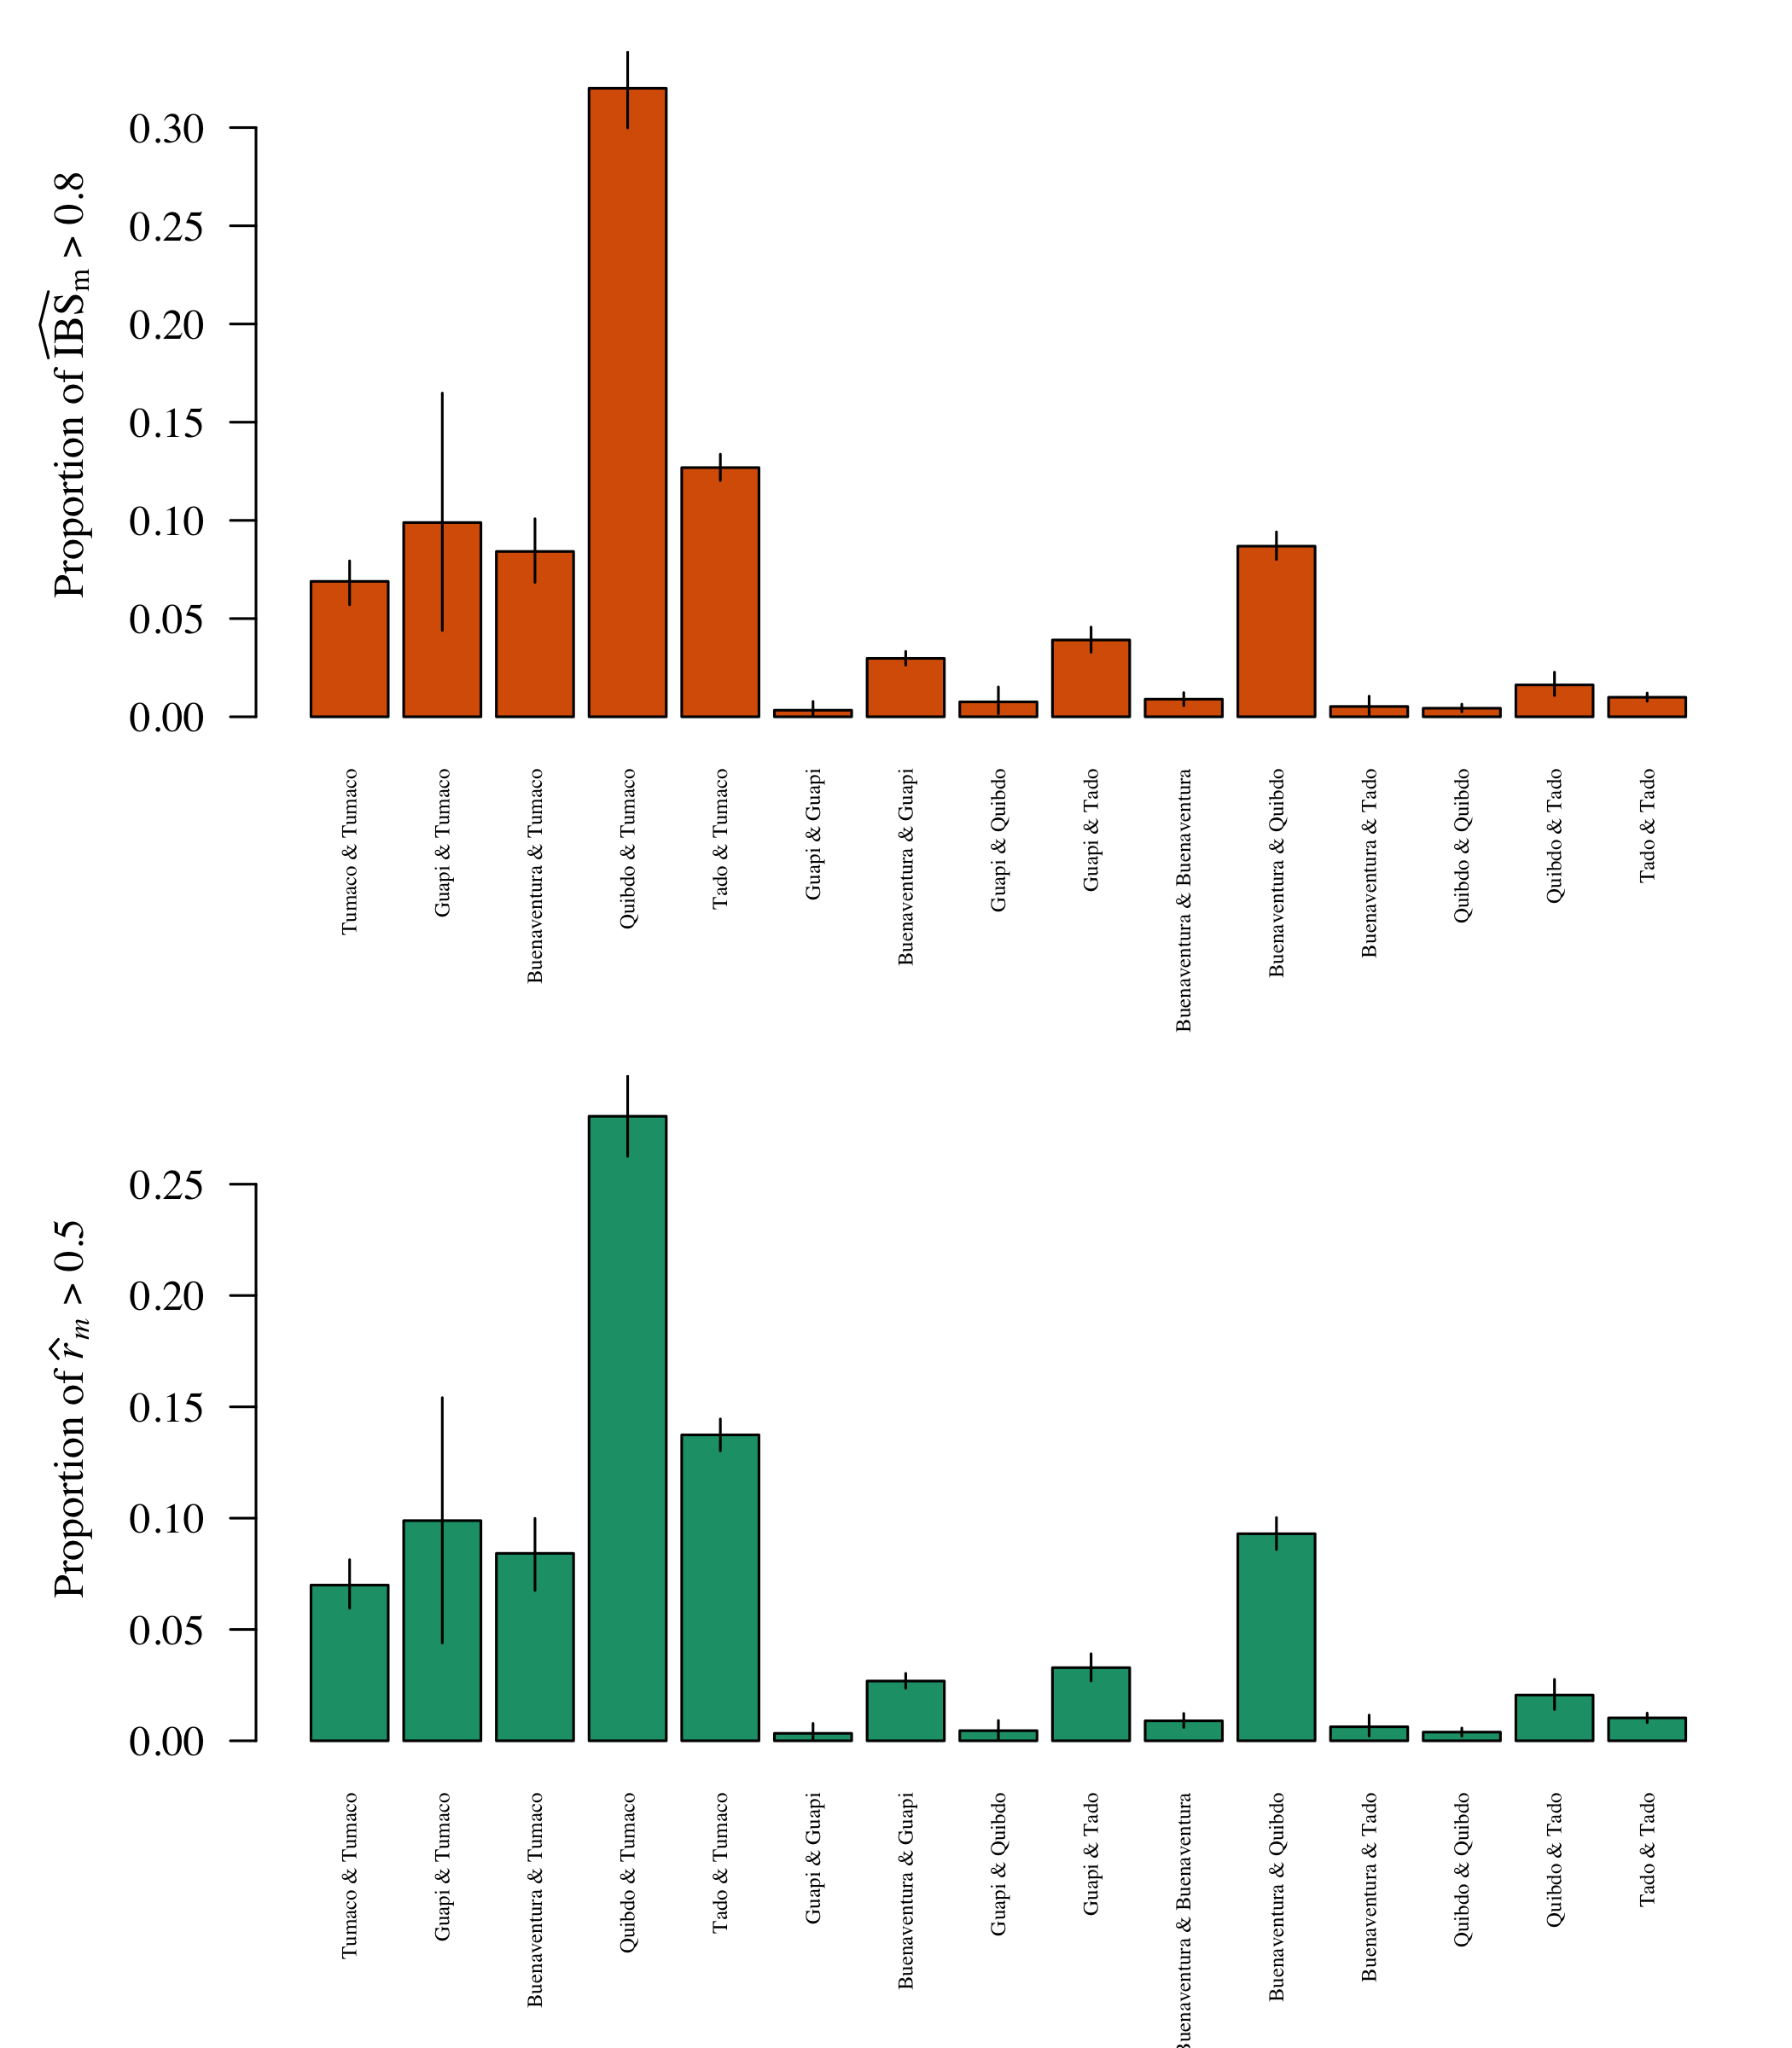 Proportion of IBSm > 0.8
0.30
0.25
0.20
0.15
0.10
0.05
0.00
Tumaco & Tumaco
Guapi & Tumaco
Buenaventura & Tumaco
Quibdo & Tumaco
Tado & Tumaco
Guapi & Guapi
Buenaventura & Guapi
Guapi & Quibdo
Guapi & Tado
Buenaventura & Buenaventura
Buenaventura & Quibdo
Buenaventura & Tado
Quibdo & Quibdo
Quibdo & Tado
Tado & Tado
Proportion of r̂m > 0.5
0.25
0.20
0.15
0.10
0.05
0.00
Tumaco & Tumaco
Guapi & Tumaco
Buenaventura & Tumaco
Quibdo & Tumaco
Tado & Tumaco
Guapi & Guapi
Buenaventura & Guapi
Guapi & Quibdo
Guapi & Tado
Buenaventura & Buenaventura
Buenaventura & Quibdo
Buenaventura & Tado
Quibdo & Quibdo
Quibdo & Tado
Tado & Tado